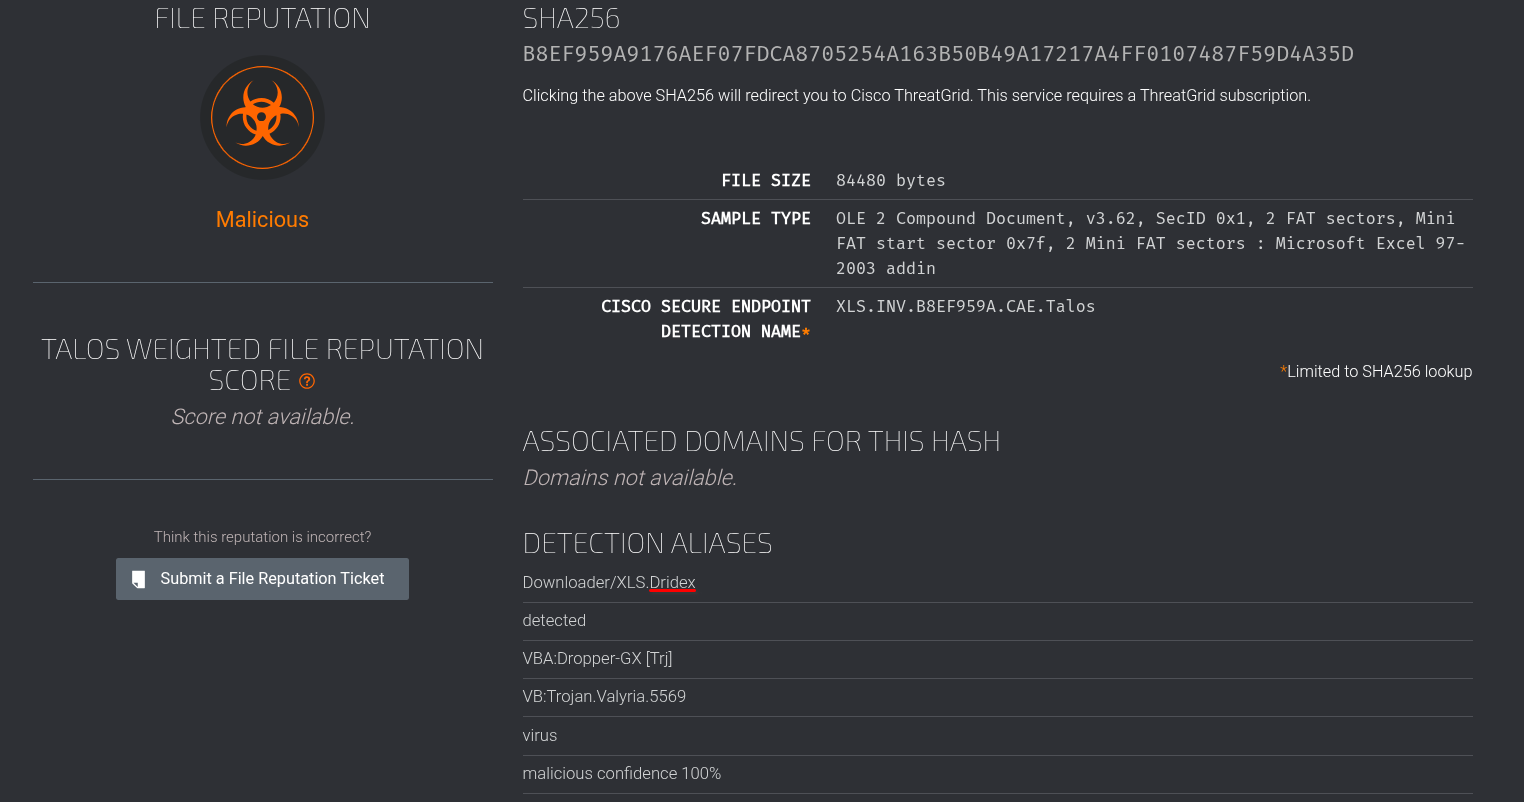 FILE REPUTATION
Malicious
TALOS WEIGHTED FILE REPUTATION
SCORE ?
Score not available.
Think this reputation is incorrect?
Submit a File Reputation Ticket
SHA256
B8EF959A9176AEF07FDCA8705254A163B50B49A17217A4FF0107487F59D4A35D
Clicking the above SHA256 will redirect you to Cisco ThreatGrid. This service requires a ThreatGrid subscription.
FILE SIZE 84480 bytes
SAMPLE TYPE OLE 2 Compound Document, v3.62, SecID 0x1, 2 FAT sectors, Mini
FAT start sector 0x7f, 2 Mini FAT sectors : Microsoft Excel 97-
2003 addin
CISCO SECURE ENDPOINT XLS.INV.B8EF959A.CAE.Talos
DETECTION NAME*
*Limited to SHA256 lookup
ASSOCIATED DOMAINS FOR THIS HASH
Domains not available.
DETECTION ALIASES
Downloader/XLS.Dridex
detected
VBA:Dropper-GX [Trj]
VB:Trojan.Valyria.5569
virus
malicious confidence 100%